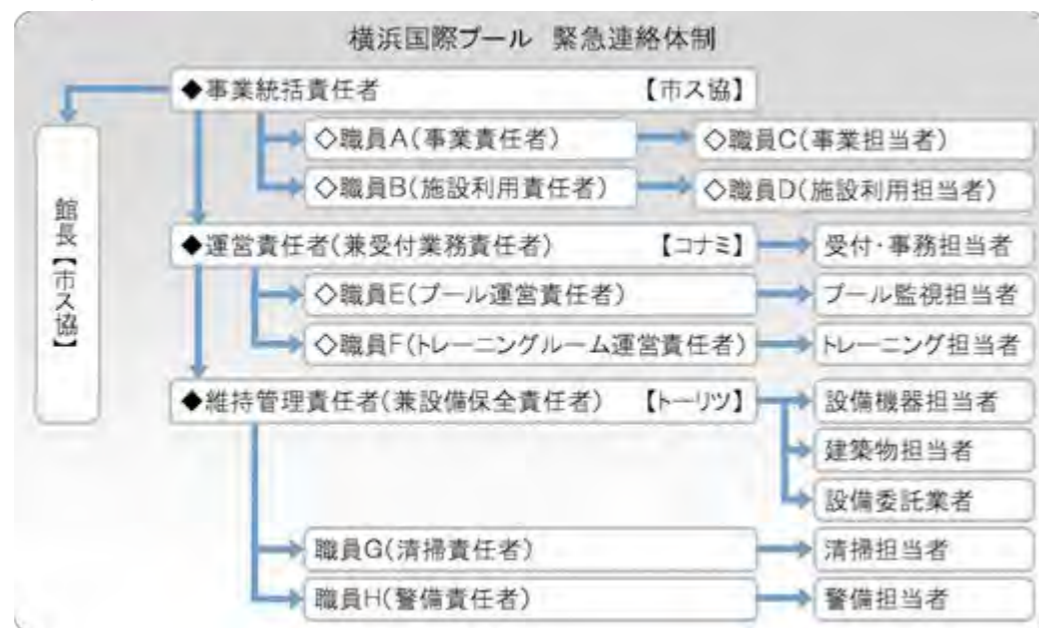 横浜国際プール 緊急連絡体制
◆事業統括責任者 【市ス協】
◇職員A(事業責任者)
◇職員C(事業担当者)
◇職員B(施設利用責任者)
◇職員D(施設利用担当者)
館長【市ス協】
◆運営責任者(兼受付業務責任者) 【コナミ】
受付・事務担当者
◇職員E(プール運営責任者)
プール監視担当者
◇職員F(トレーニングルーム運営責任者)
トレーニング担当者
◆維持管理責任者(兼設備保全責任者) 【トーリツ】
設備機器担当者
建築物担当者
設備委託業者
職員G(清掃責任者)
清掃担当者
職員H(警備責任者)
警備担当者